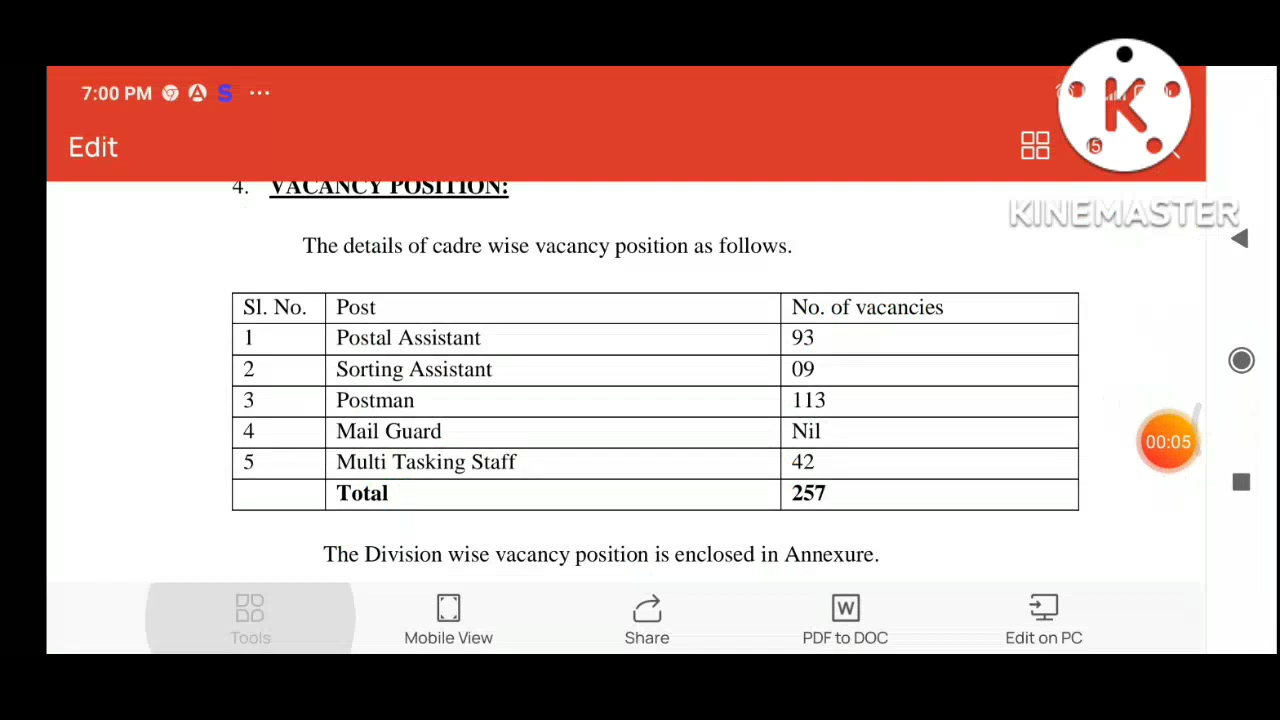 7:00 PM S ...
Edit
5
K
KINEMASTER
4. VACANCY POSITION:
The details of cadre wise vacancy position as follows.
Sl. No. Post No. of vacancies
1 Postal Assistant 93
2 Sorting Assistant 09
3 Postman 113
4 Mail Guard Nil
5 Multi Tasking Staff 42
Total 257
00:05
The Division wise vacancy position is enclosed in Annexure.
W
Tools Mobile View Share PDF to DOC Edit on PC